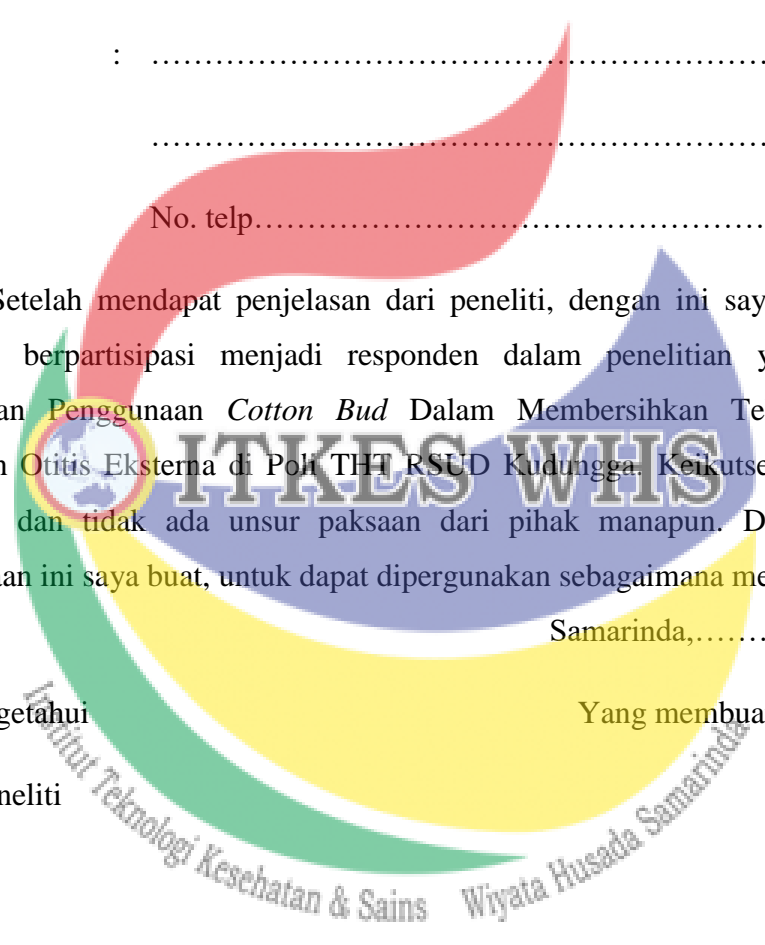 : ……………………………………………………
……………………………………………………
No. telp…………………………………………
Setelah mendapat penjelasan dari peneliti, dengan ini say
berpartisipasi menjadi responden dalam penelitian y
an Penggunaan Cotton Bud Dalam Membersihkan Te
n Otitis Eksterna di Poli THT RSUD Kudungga. Keikutse
ITKES WHS
dan tidak ada unsur paksaan dari pihak manapun. D
aan ini saya buat, untuk dapat dipergunakan sebagaimana me
Samarinda,……
getahui Yang membua
neliti
Institut Teknologi Kesehatan & Sains Wiyata Husada Samarinda